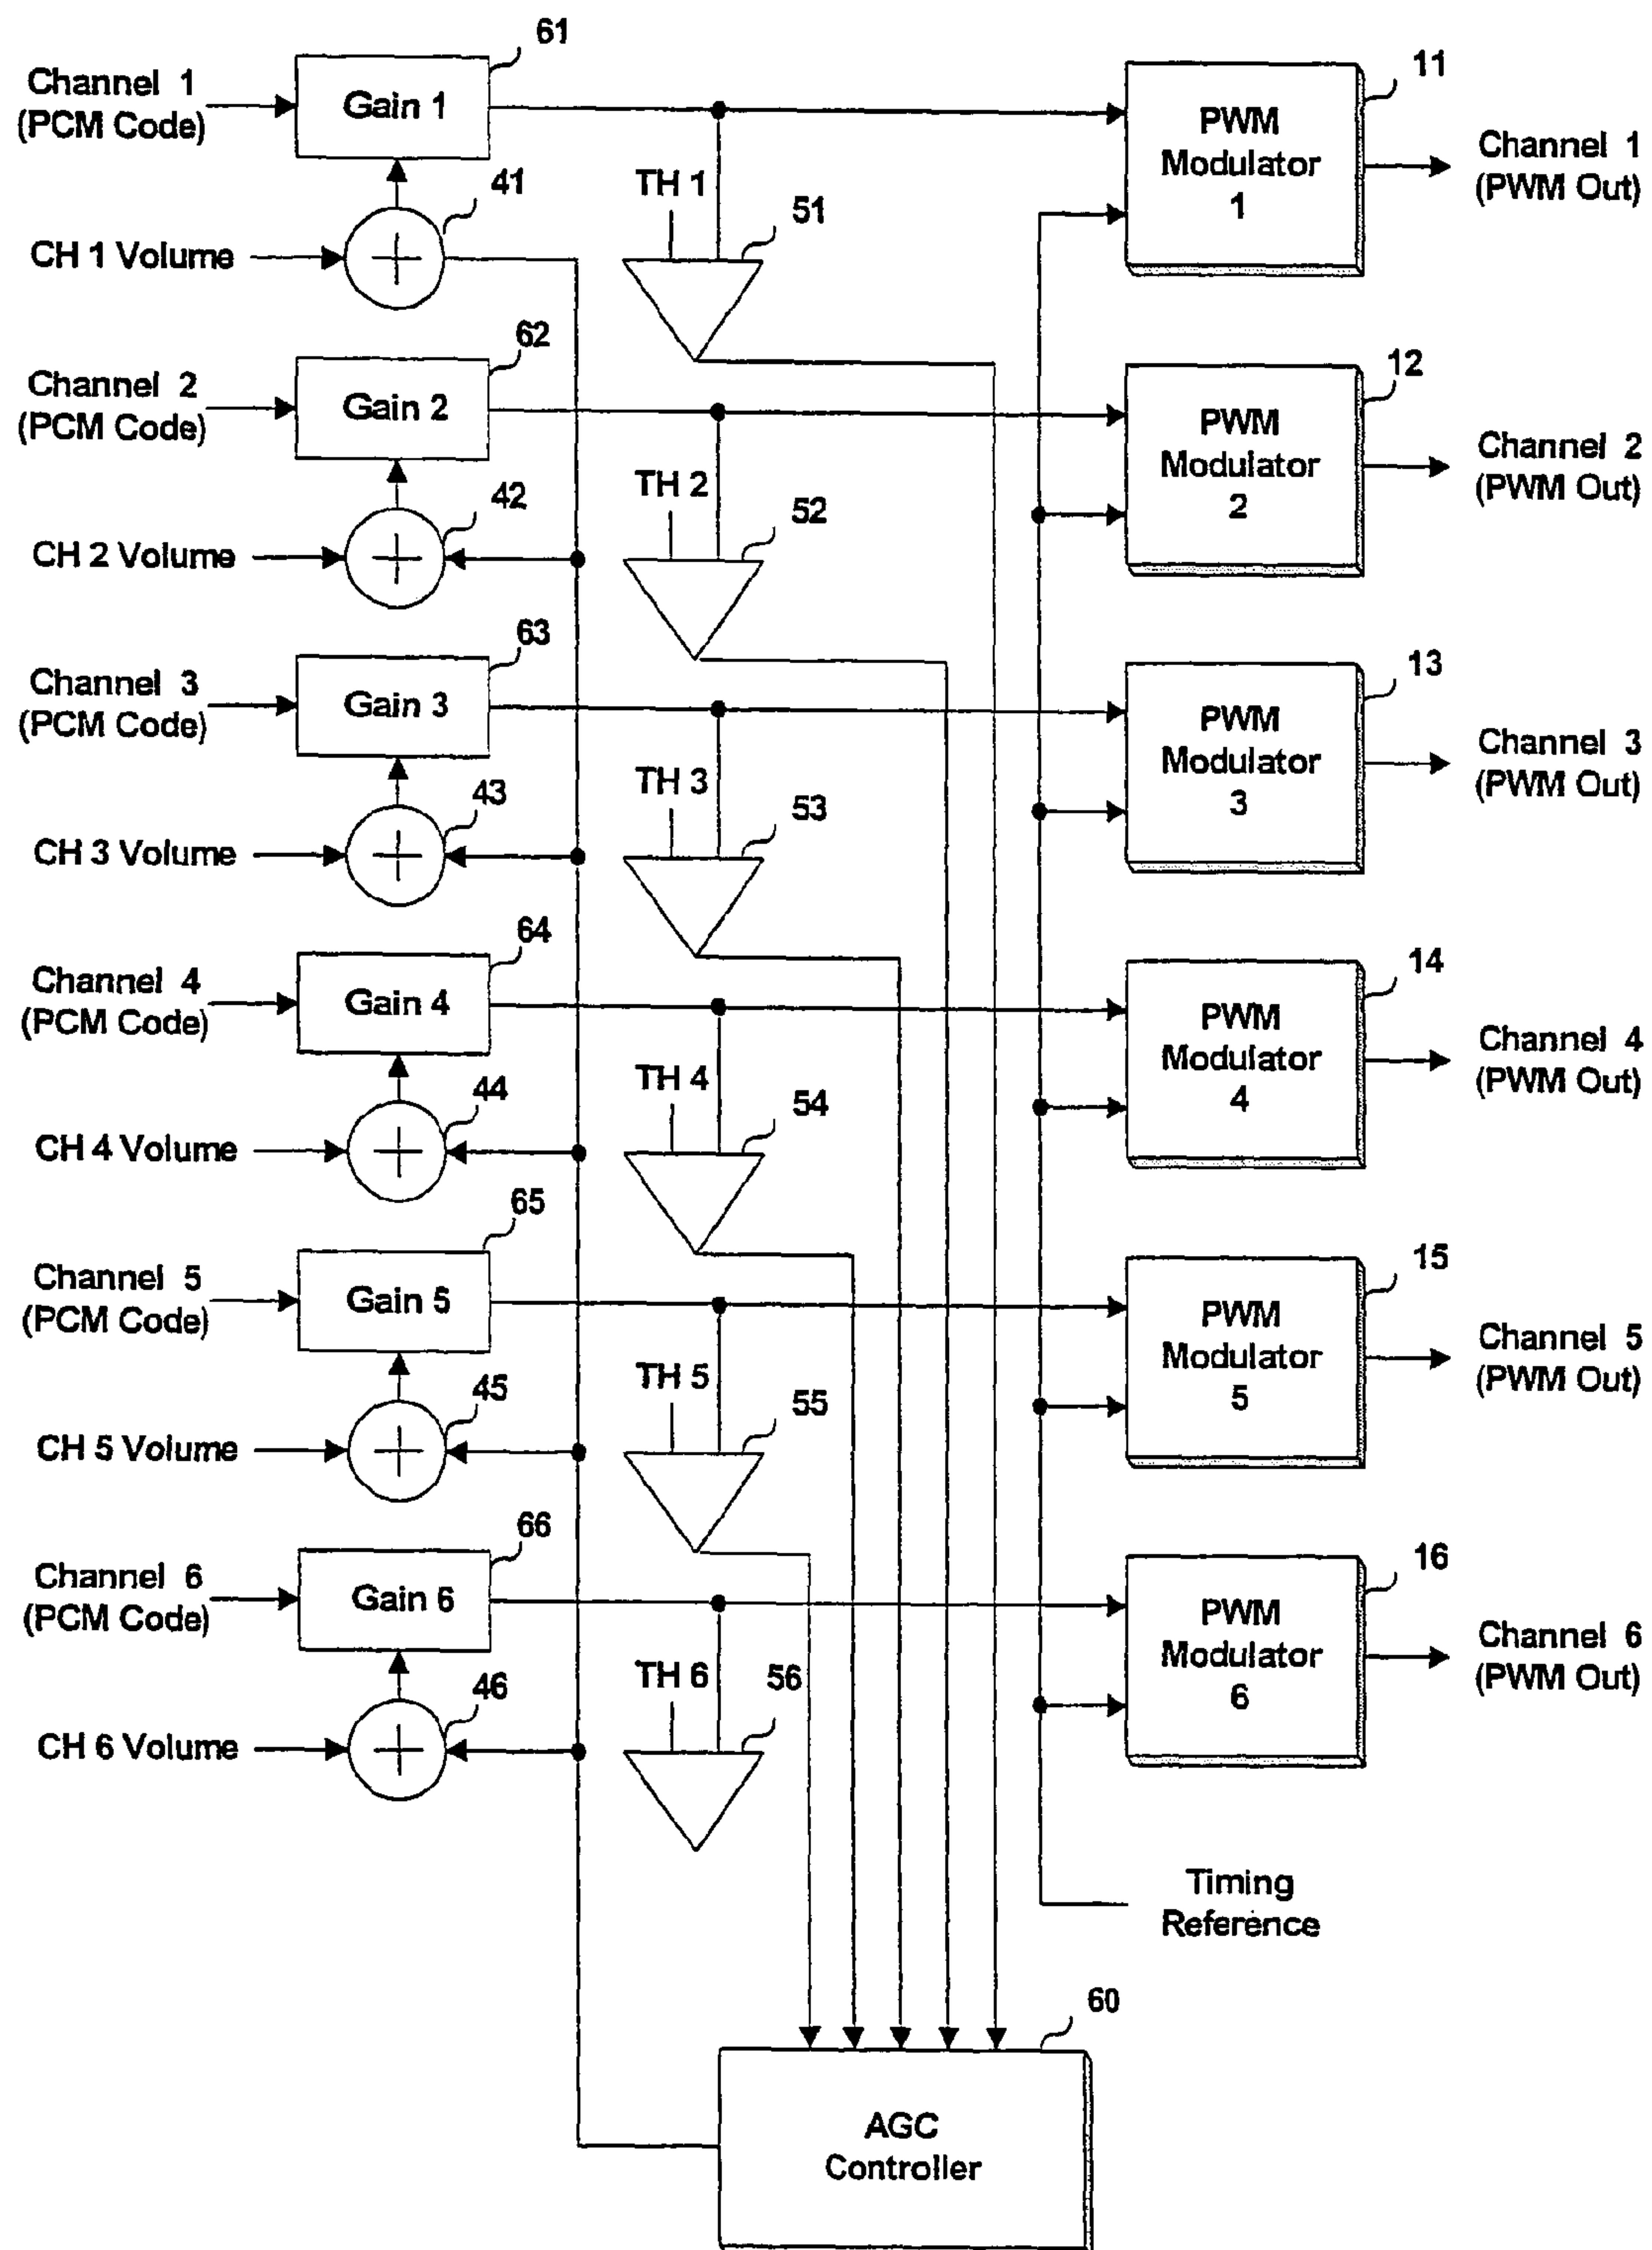 61
Channel 1
(PCM Code)
Gain 1
11
PWM
Modulator
1
Channel 1
(PWM Out)
41
TH 1
51
CH 1 Volume
62
Channel 2
(PCM Code)
Gain 2
12
PWM
Modulator
2
Channel 2
(PWM Out)
42
TH 2
52
CH 2 Volume
63
Channel 3
(PCM Code)
Gain 3
13
PWM
Modulator
3
Channel 3
(PWM Out)
43
TH 3
53
CH 3 Volume
64
Channel 4
(PCM Code)
Gain 4
14
PWM
Modulator
4
Channel 4
(PWM Out)
44
TH 4
54
CH 4 Volume
65
Channel 5
(PCM Code)
Gain 5
15
PWM
Modulator
5
Channel 5
(PWM Out)
45
TH 5
55
CH 5 Volume
66
Channel 6
(PCM Code)
Gain 6
16
PWM
Modulator
6
Channel 6
(PWM Out)
46
TH 6
56
CH 6 Volume
Timing
Reference
60
AGC
Controller